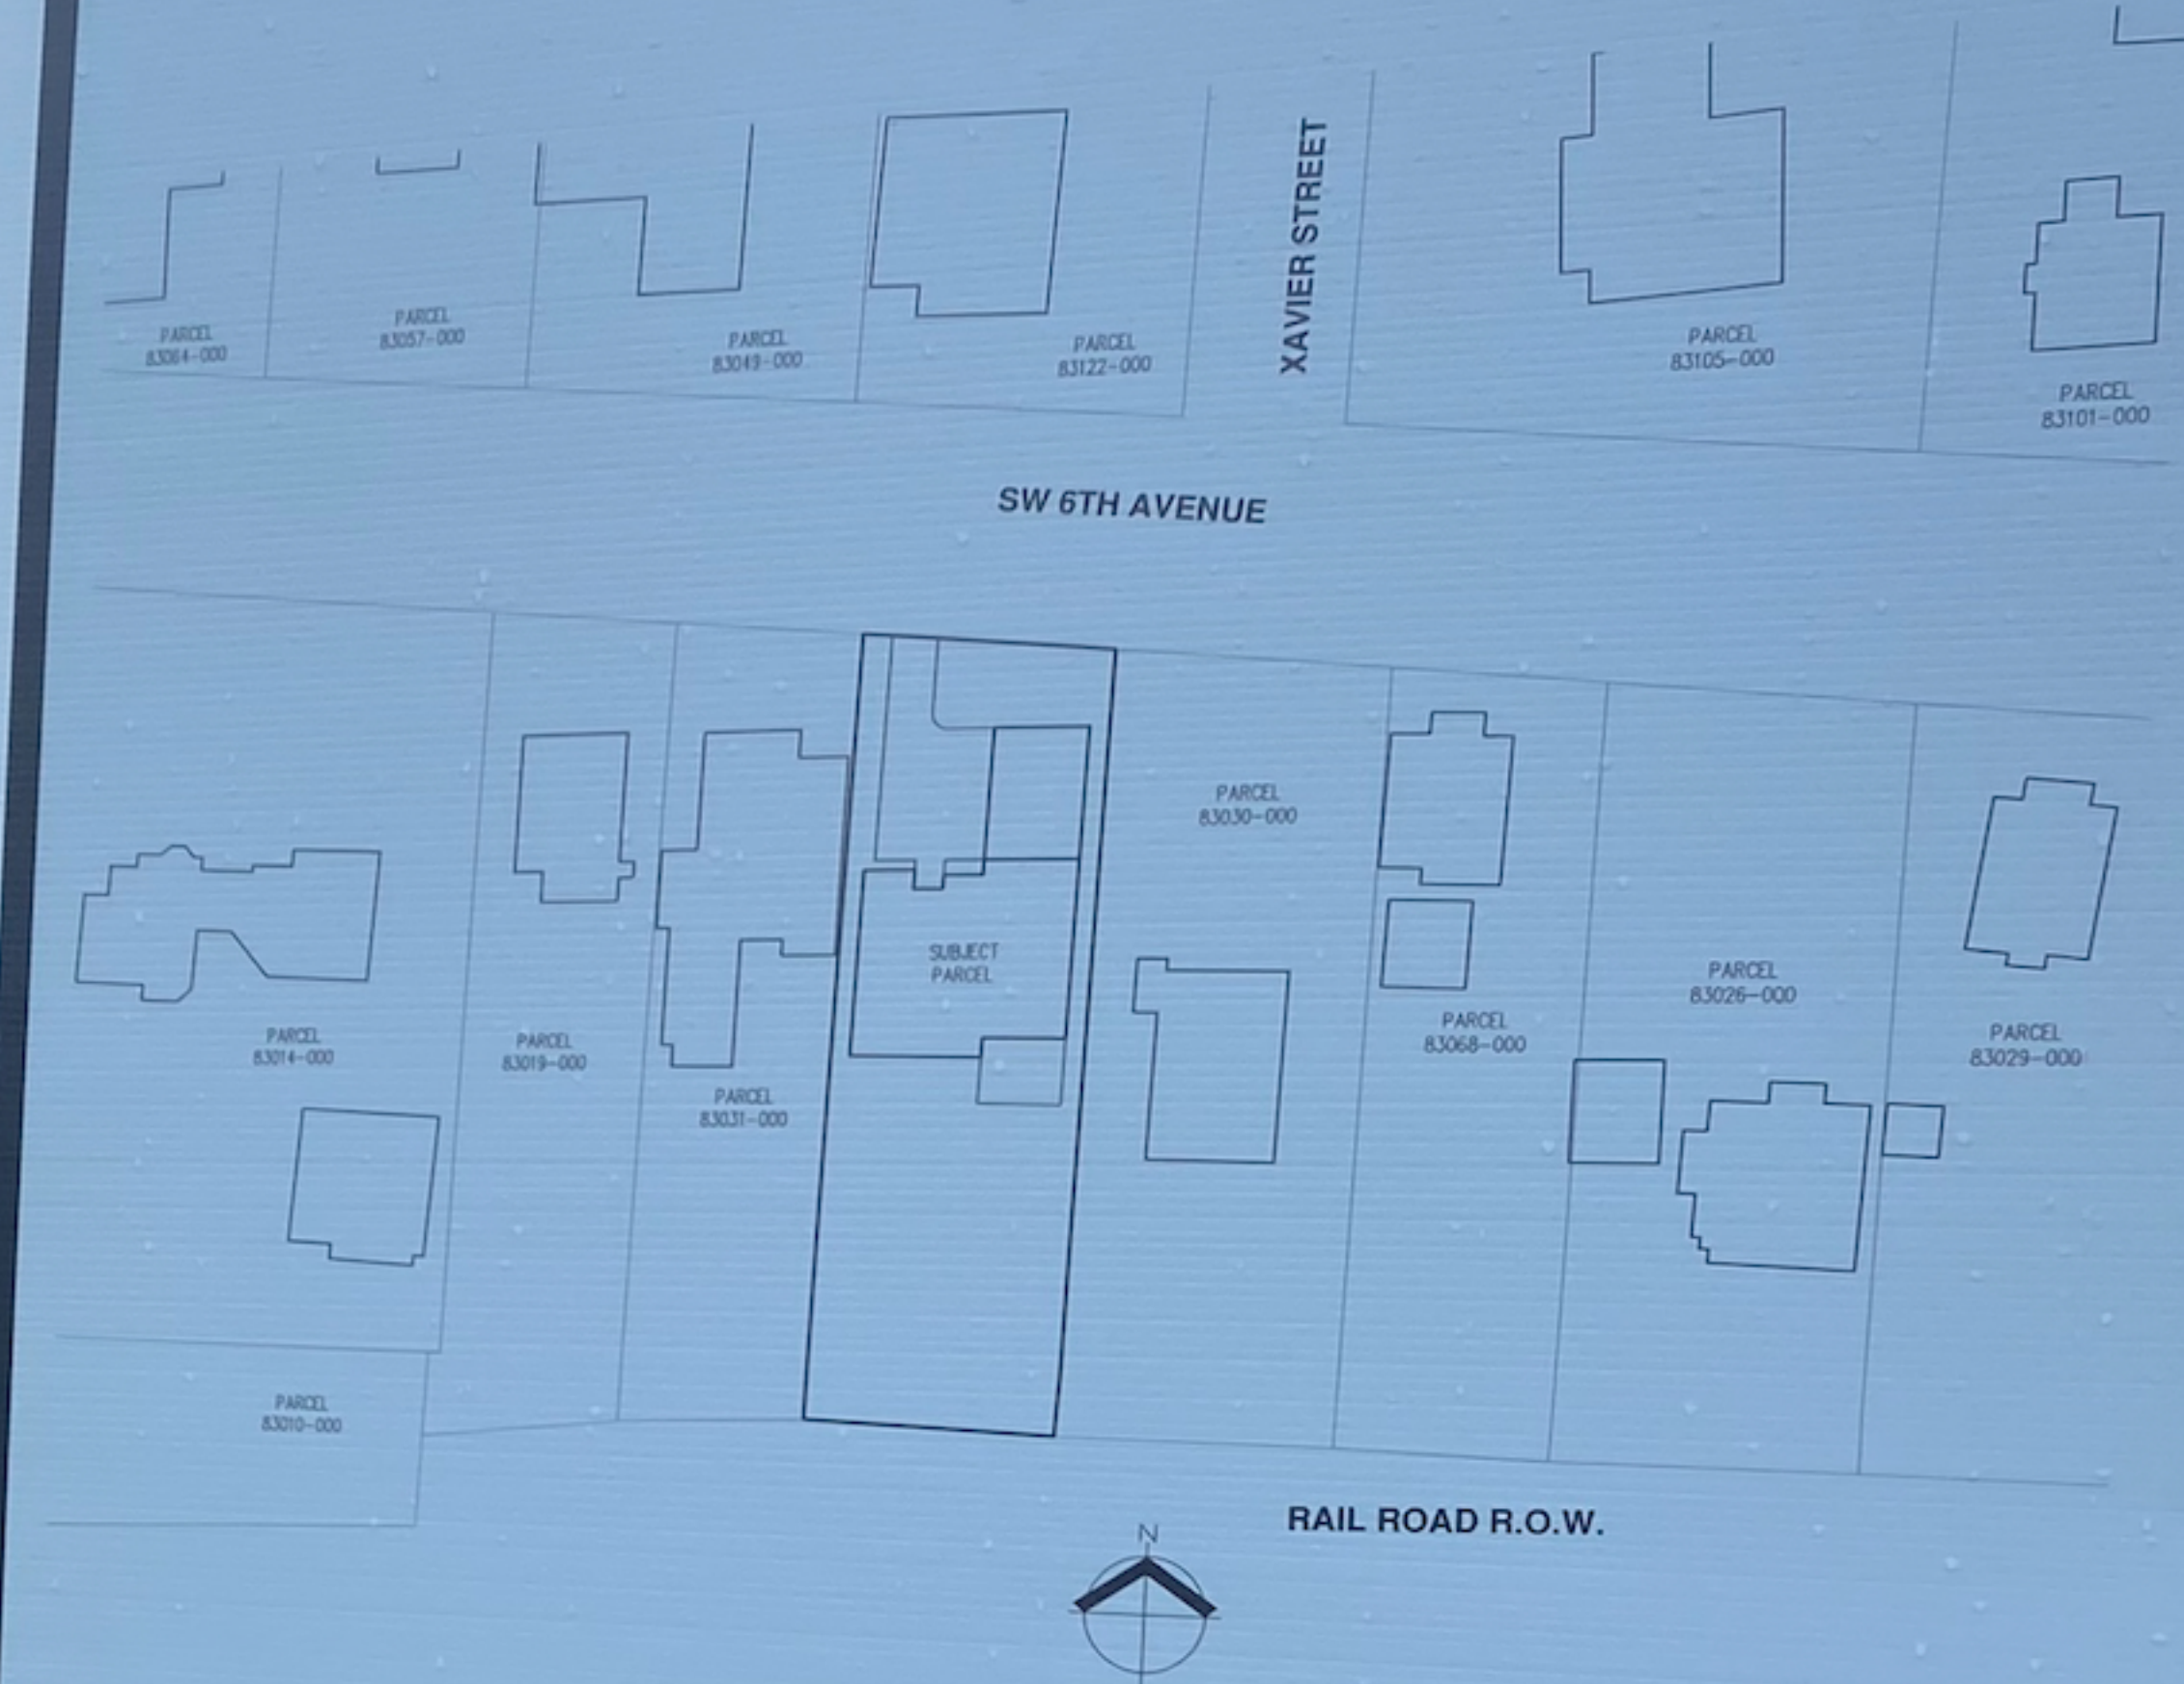 XAVIER STREET
PARCEL
83064-000
PARCEL
83057-000
PARCEL
83049-000
PARCEL
83122-000
PARCEL
83105-000
PARCEL
83101-000
SW 6TH AVENUE
PARCEL
83030-000
SUBJECT
PARCEL
PARCEL
83026-000
PARCEL
83014-000
PARCEL
83019-000
PARCEL
83031-000
PARCEL
83068-000
PARCEL
83029-000
PARCEL
83010-000
RAIL ROAD R.O.W.
N